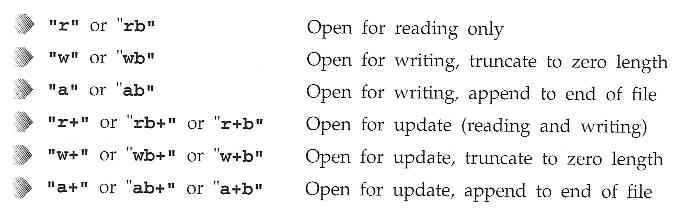 "r" or "rb" Open for reading only
"w" or "wb" Open for writing, truncate to zero length
"a" or "ab" Open for writing, append to end of file
"r+" or "rb+" or "r+b" Open for update (reading and writing)
"w+" or "wb+" or "w+b" Open for update, truncate to zero length
"a+" or "ab+" or "a+b" Open for update, append to end of file